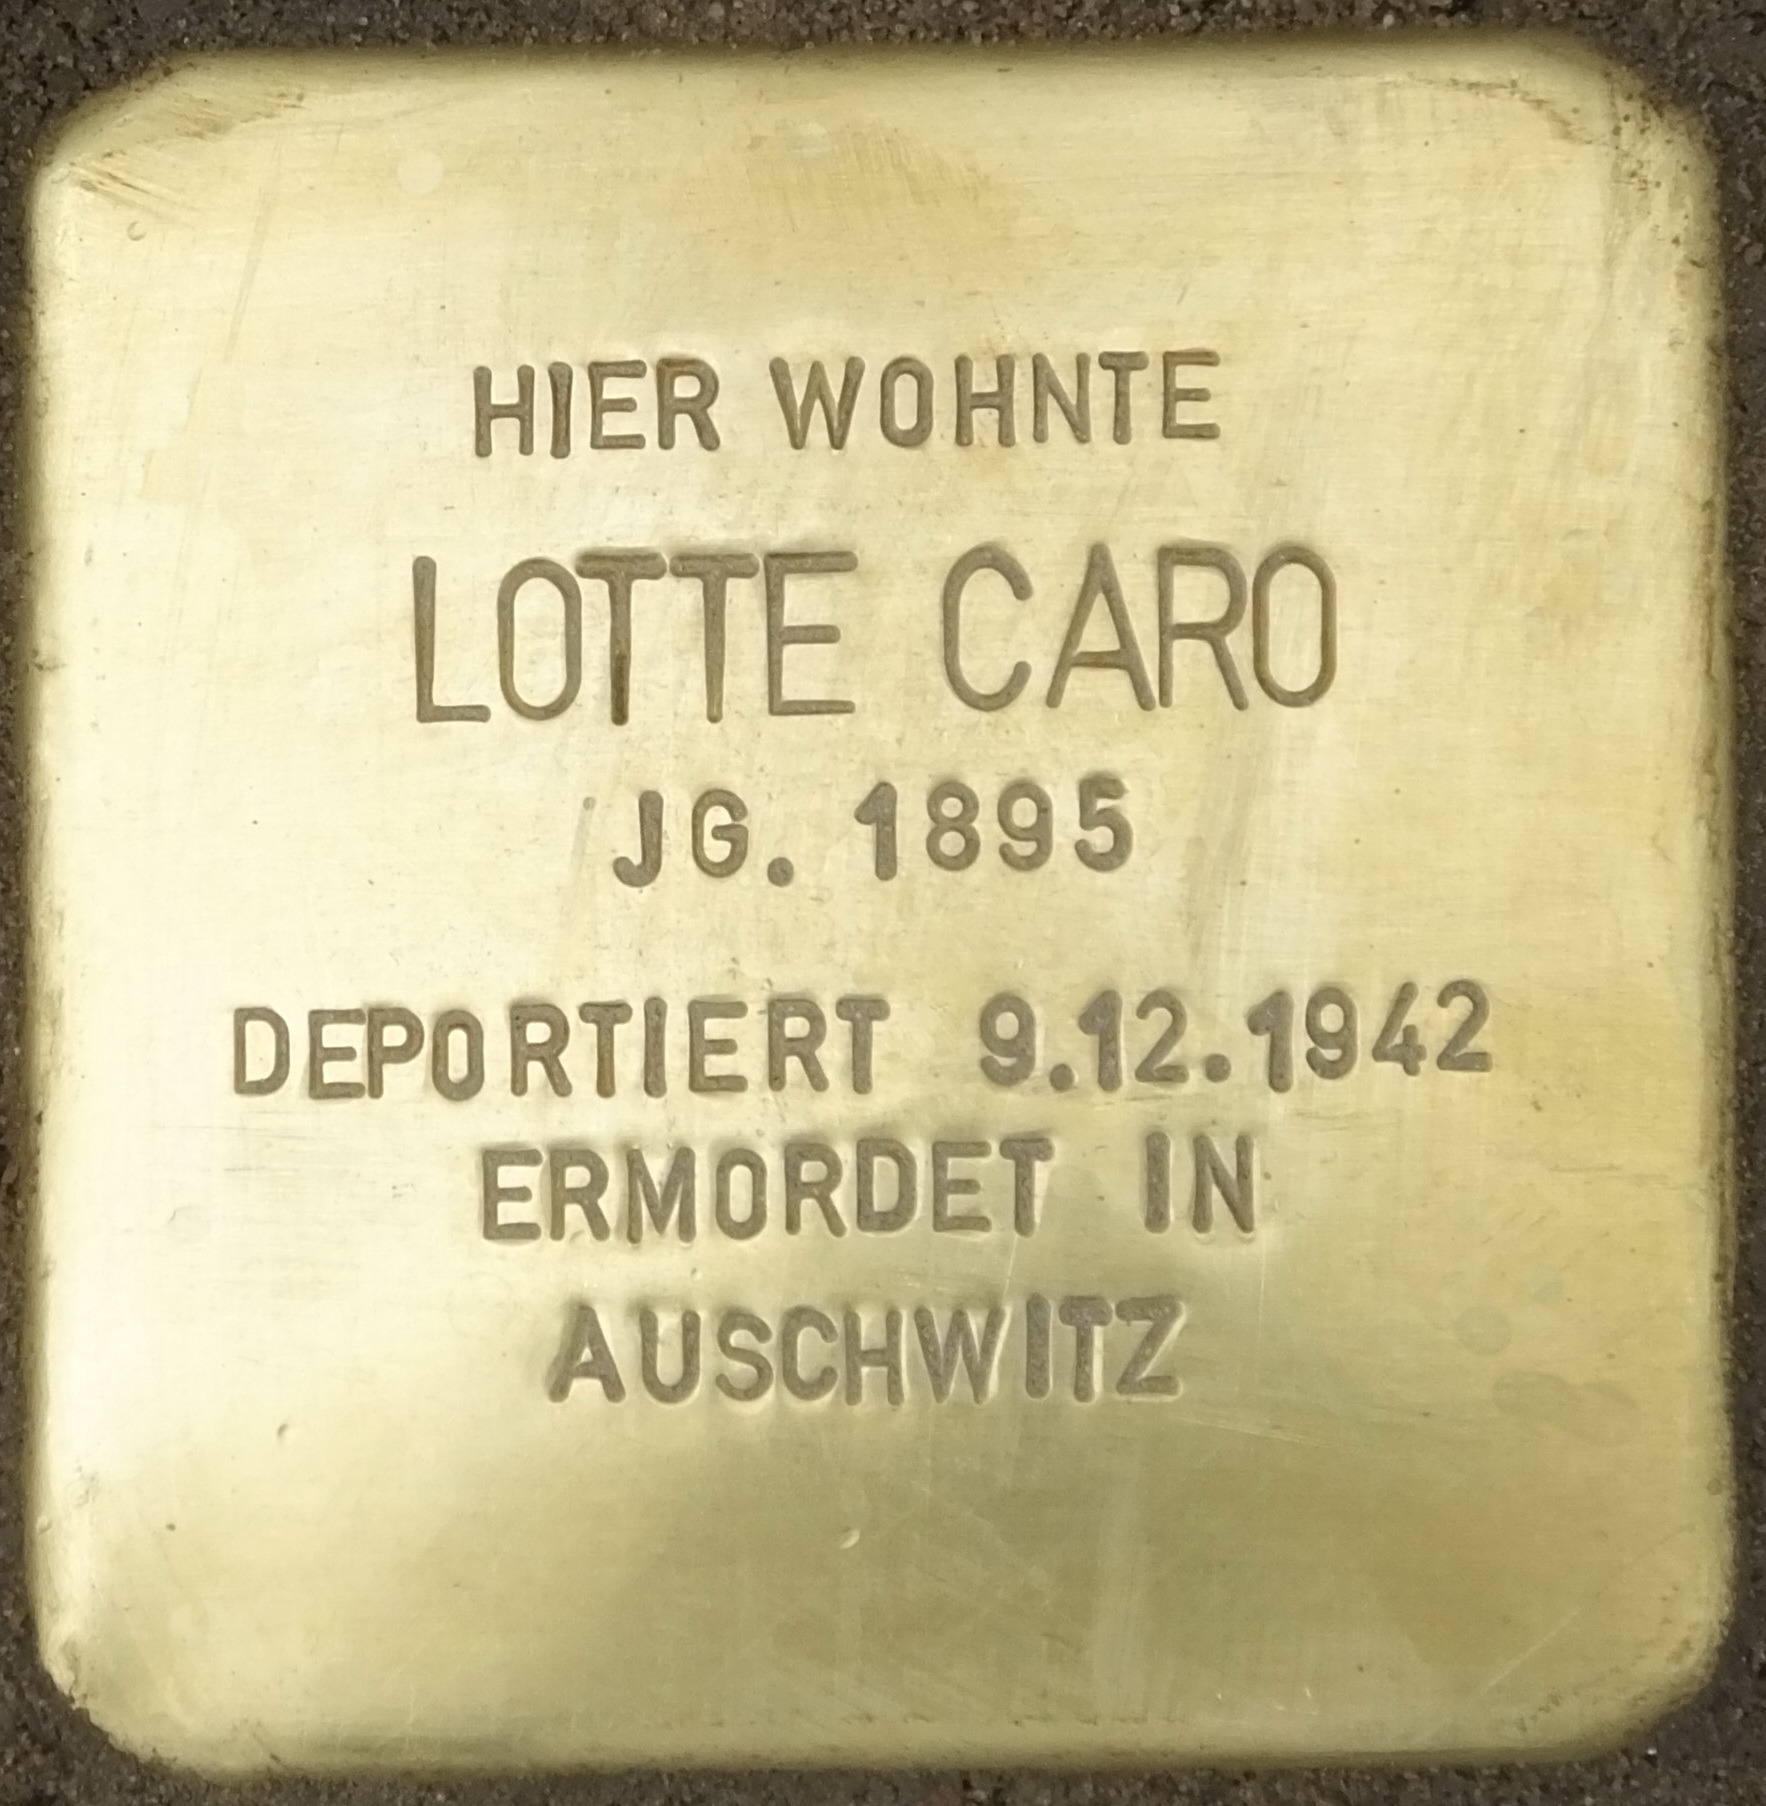 HIER WOHNTE
LOTTE CARO
JG. 1895
DEPORTIERT 9.12.1942
ERMORDET IN
AUSCHWITZ